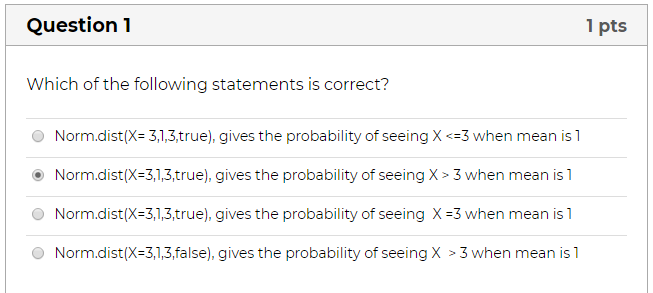 Question 1
1 pts
Which of the following statements is correct?
Norm.dist(X= 3,1,3,true), gives the probability of seeing X <=3 when mean is 1
Norm.dist(X=3,1,3,true), gives the probability of seeing X > 3 when mean is 1
Norm.dist(X=3,1,3,true), gives the probability of seeing  X =3 when mean is 1
Norm.dist(X=3,1,3,false), gives the probability of seeing X  > 3 when mean is 1